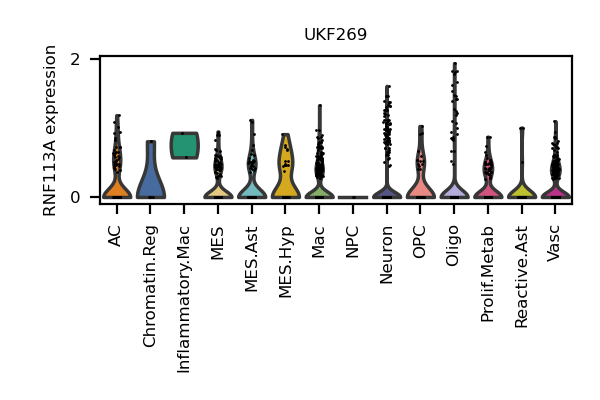 UKF269
RNF113A expression
2
0
AC
Chromatin.Reg
Inflammatory.Mac
MES
MES.Ast
MES.Hyp
Mac
NPC
Neuron
OPC
Oligo
Prolif.Metab
Reactive.Ast
Vasc